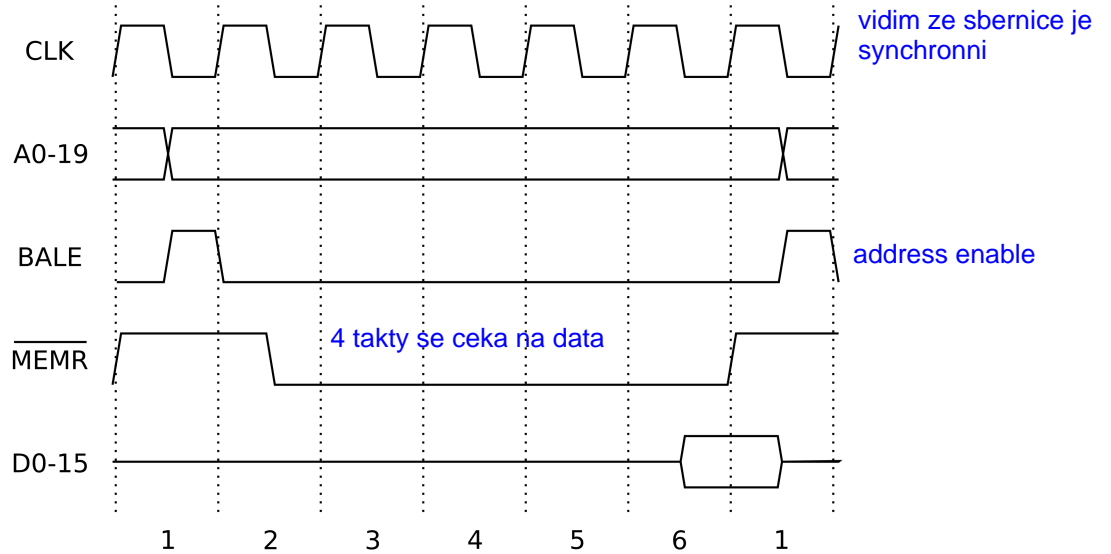 CLK
vidim ze sbernice je
synchronni
A0-19
BALE
address enable
MEMR
4 takty se ceka na data
D0-15
1 2 3 4 5 6 1